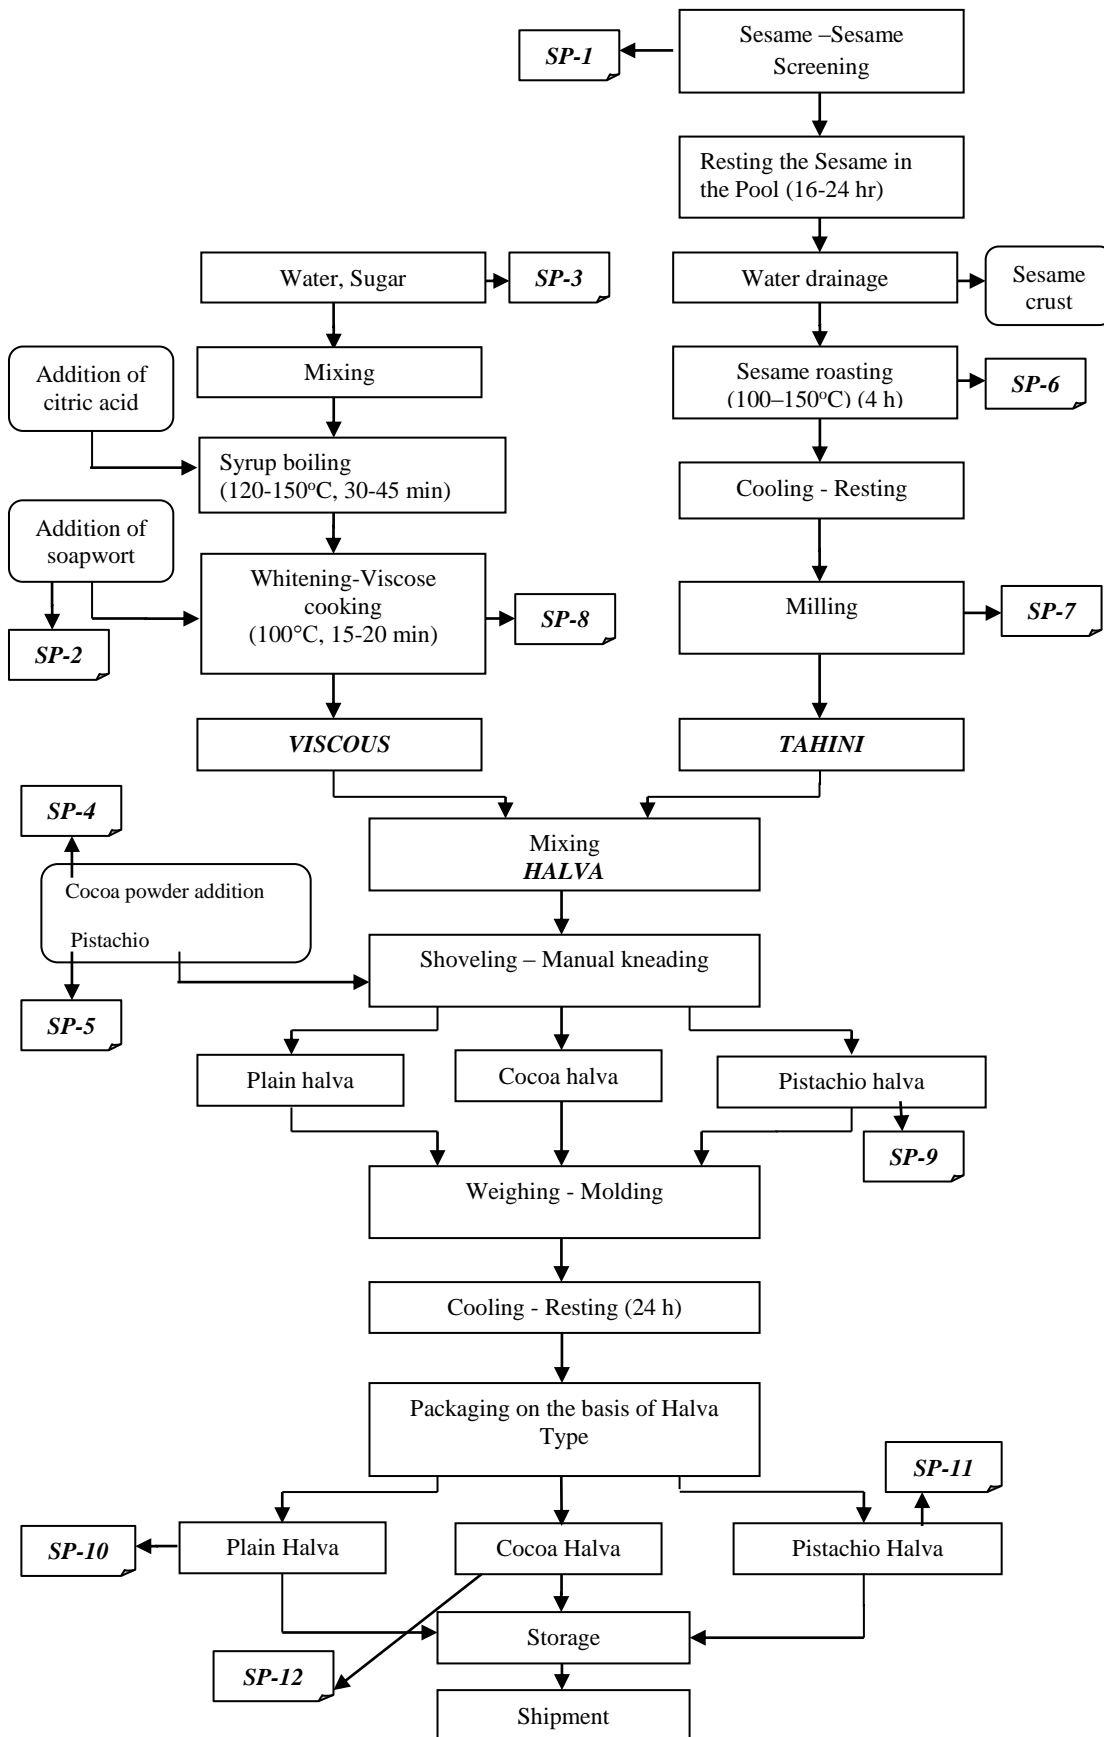 SP-1
Sesame –Sesame
Screening
Resting the Sesame in
the Pool (16-24 hr)
Water, Sugar
SP-3
Water drainage
Sesame
crust
Addition of
citric acid
Mixing
Sesame roasting
(100–150ºC) (4 h)
SP-6
Syrup boiling
(120-150ºC, 30-45 min)
Cooling - Resting
Addition of
soapwort
SP-2
Whitening-Viscose
cooking
(100°C, 15-20 min)
SP-8
Milling
SP-7
VISCOUS
TAHINI
SP-4
Mixing
HALVA
Cocoa powder addition
Pistachio
SP-5
Shoveling – Manual kneading
Plain halva
Cocoa halva
Pistachio halva
SP-9
Weighing - Molding
Cooling - Resting (24 h)
Packaging on the basis of Halva
Type
SP-11
SP-10
Plain Halva
Cocoa Halva
Pistachio Halva
Storage
SP-12
Shipment